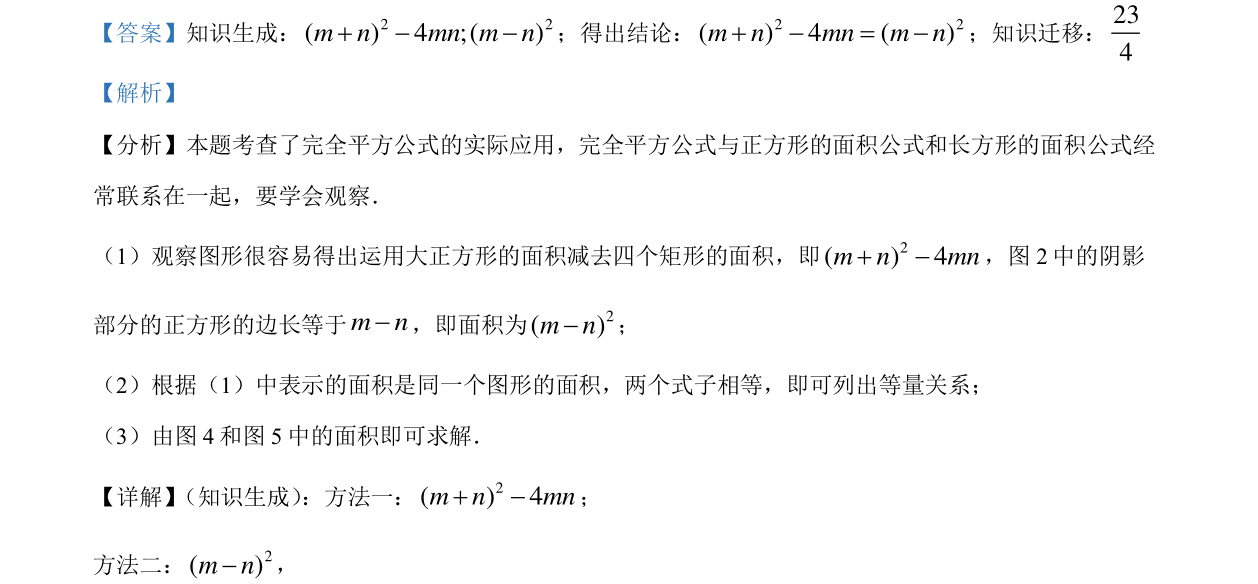 【答案】知识生成：(m+n)²−4mn;(m−n)²；得出结论：(m+n)²−4mn=(m−n)²；知识迁移：23/4
【解析】
【分析】本题考查了完全平方公式的实际应用，完全平方公式与正方形的面积公式和长方形的面积公式经
常联系在一起，要学会观察．
（1）观察图形很容易得出运用大正方形的面积减去四个矩形的面积，即(m+n)²−4mn，图 2 中的阴影
部分的正方形的边长等于m−n，即面积为(m−n)²；
（2）根据（1）中表示的面积是同一个图形的面积，两个式子相等，即可列出等量关系；
（3）由图 4 和图 5 中的面积即可求解．
【详解】（知识生成）：方法一：(m+n)²−4mn；
方法二：(m−n)²，